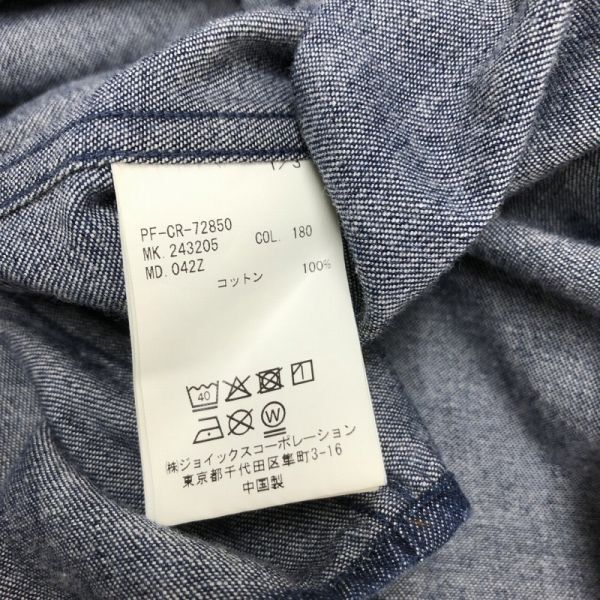 1/3
PF-CR-72850
MK. 243205 COL. 180
MD. 042Z
コットン 100%
40
W
㈱ジョイックスコーポレーション
東京都千代田区隼町3-16
中国製